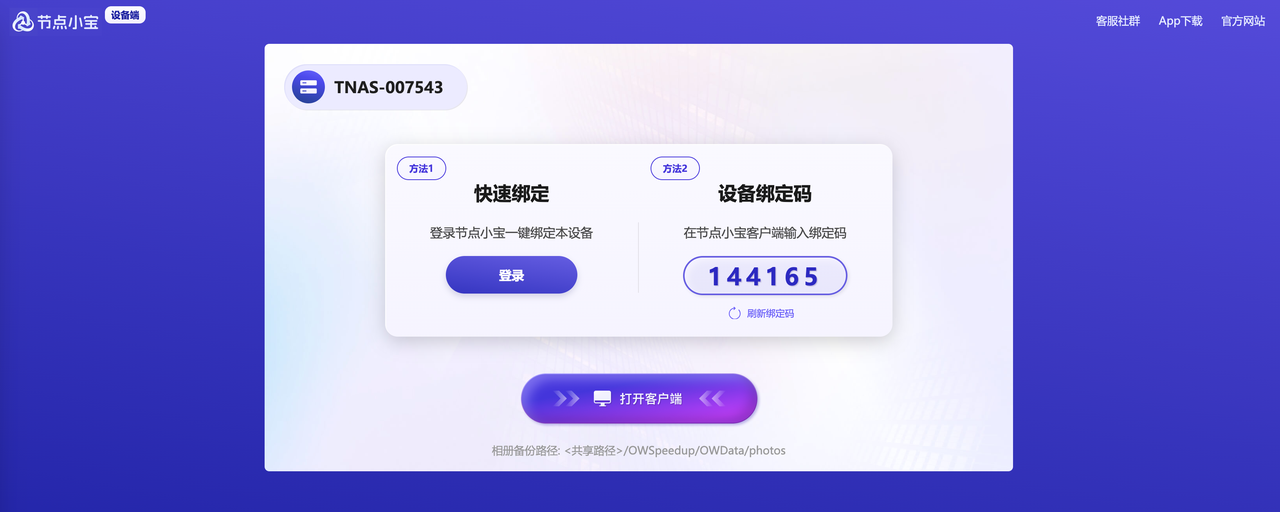 节点小宝 设备端
客服社群 App下载 官方网站
TNAS-007543
方法1
快速绑定
登录节点小宝一键绑定本设备
登录
方法2
设备绑定码
在节点小宝客户端输入绑定码
144165
刷新绑定码
打开客户端
相册备份路径: <共享路径>/OWSpeedup/OWData/photos